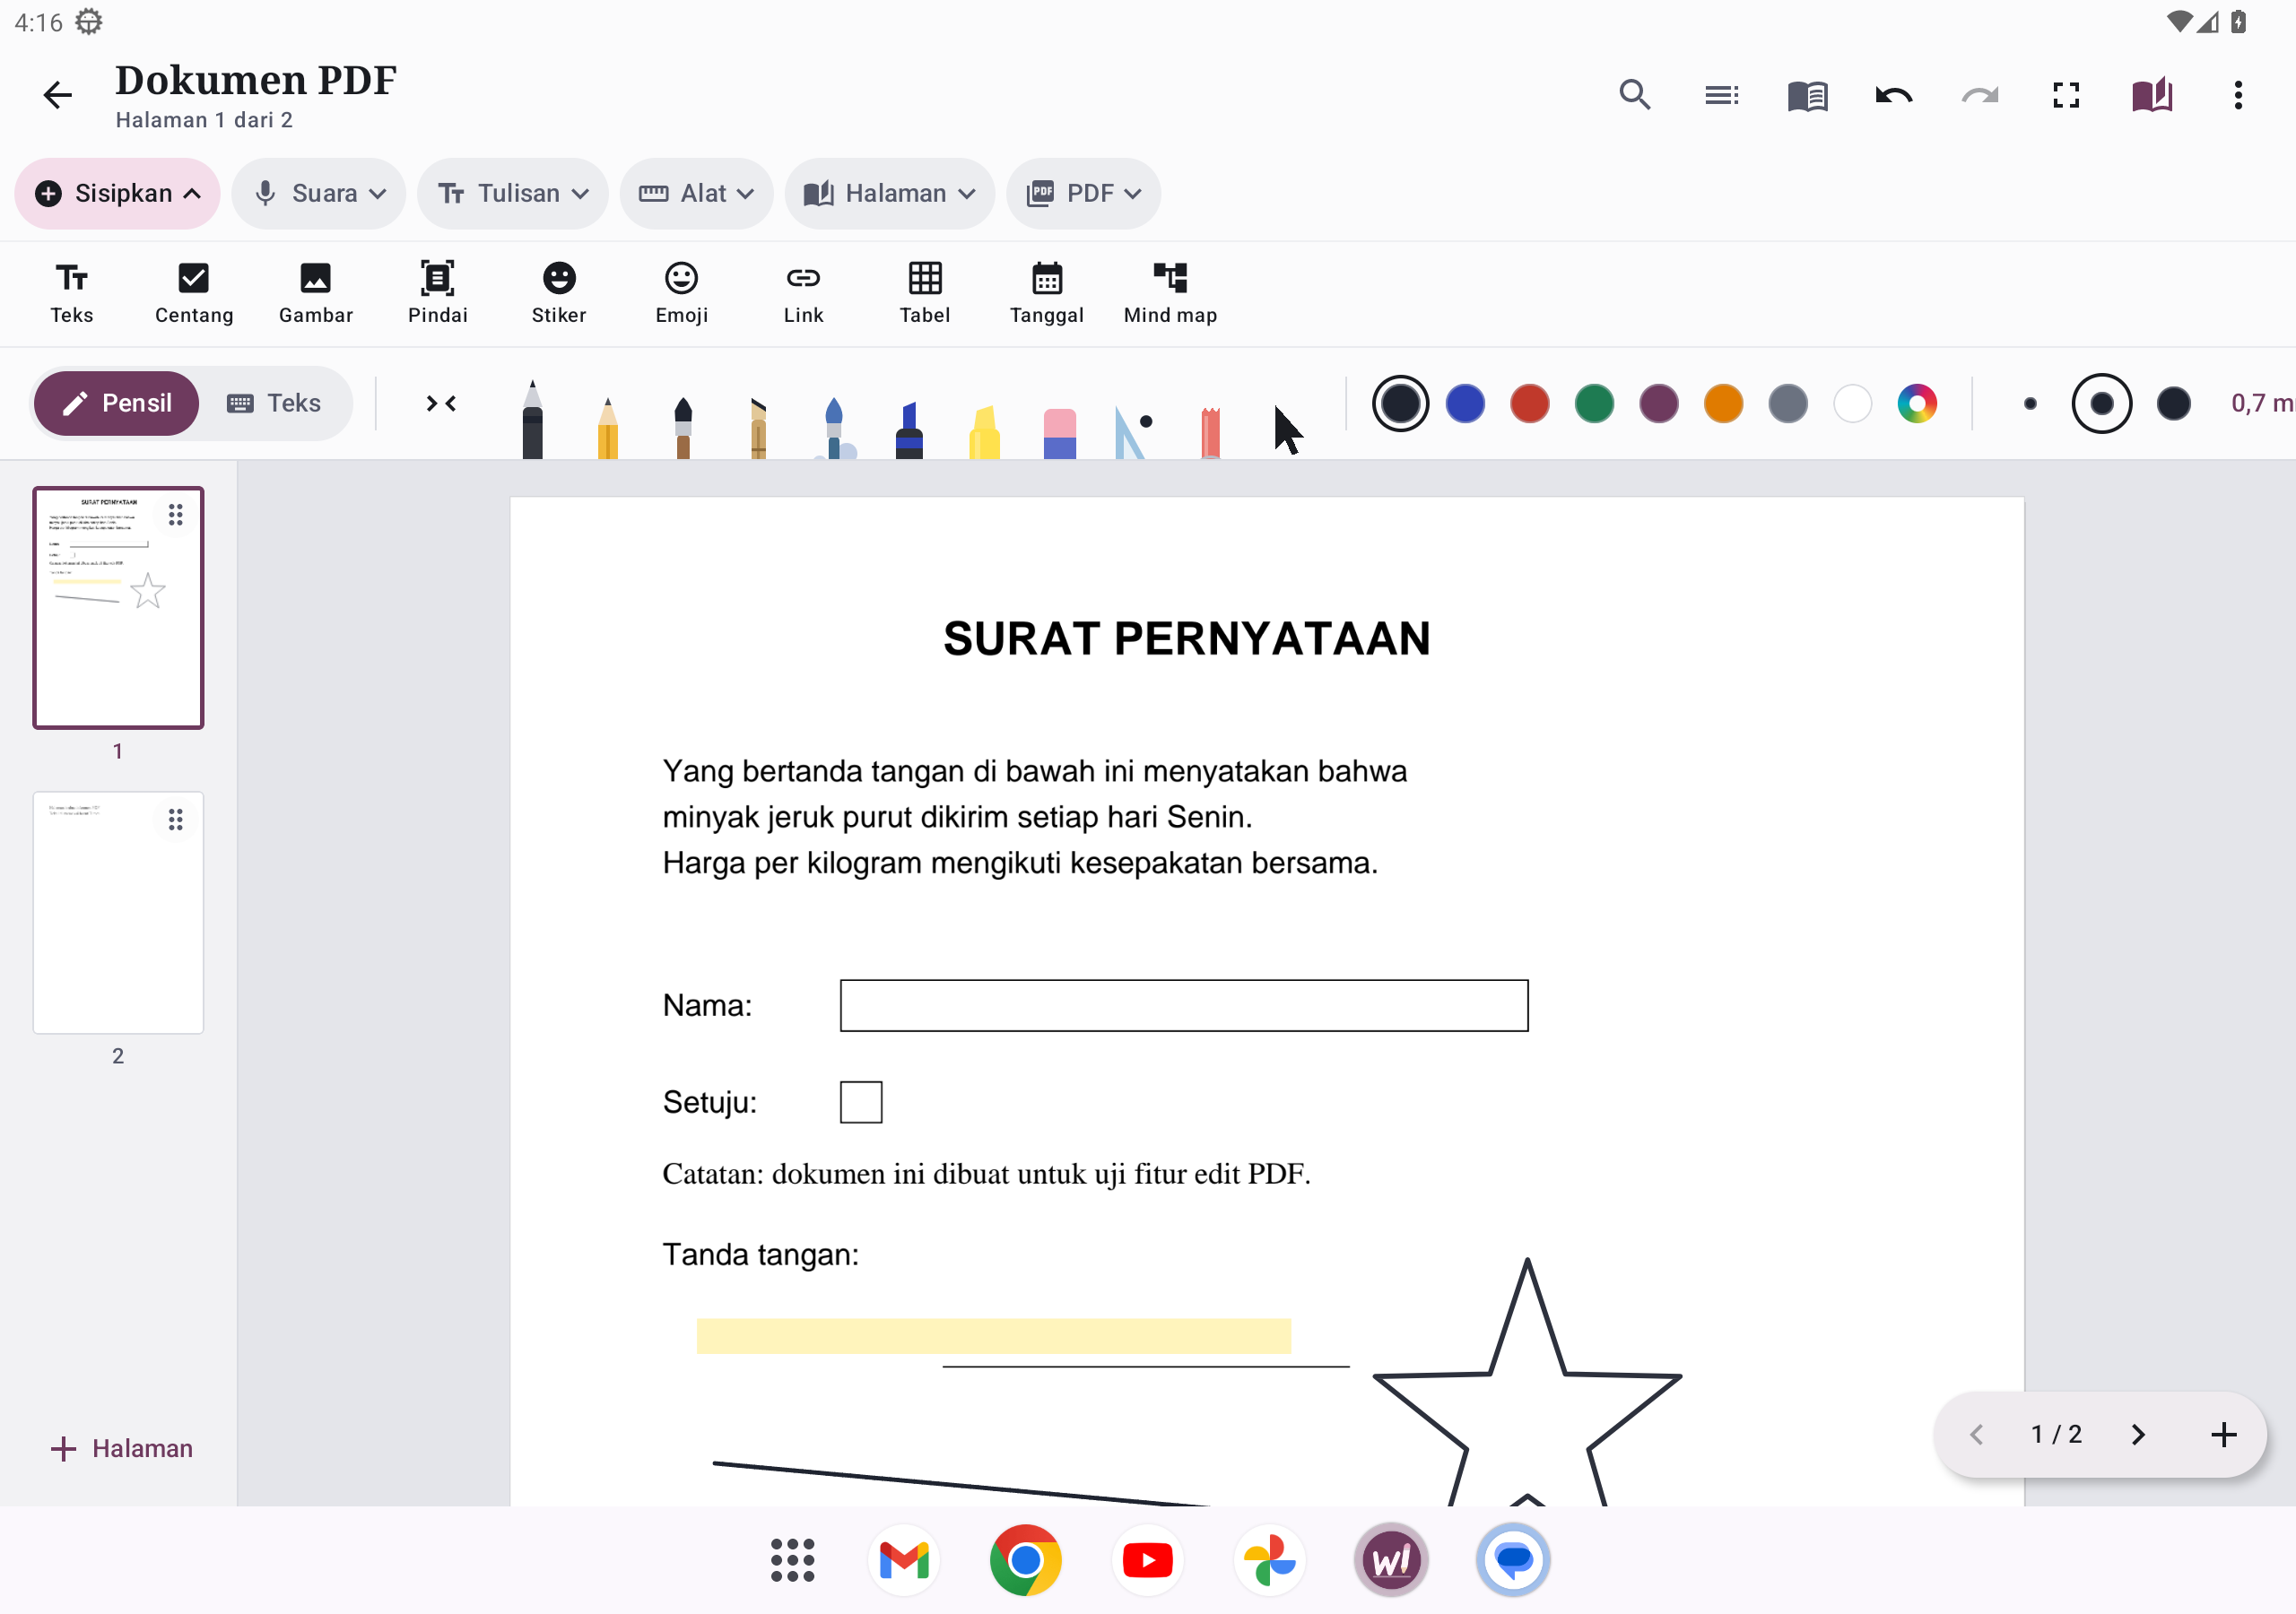 4:16
Dokumen PDF
Halaman 1 dari 2
Sisipkan
Suara
Tulisan
Alat
Halaman
PDF
Teks
Centang
Gambar
Pindai
Stiker
Emoji
Link
Tabel
Tanggal
Mind map
Pensil
Teks
0,7 m
SURAT PERNYATAAN
1
2
Halaman
SURAT PERNYATAAN
Yang bertanda tangan di bawah ini menyatakan bahwa
minyak jeruk purut dikirim setiap hari Senin.
Harga per kilogram mengikuti kesepakatan bersama.
Nama:
Setuju:
Catatan: dokumen ini dibuat untuk uji fitur edit PDF.
Tanda tangan:
1 / 2